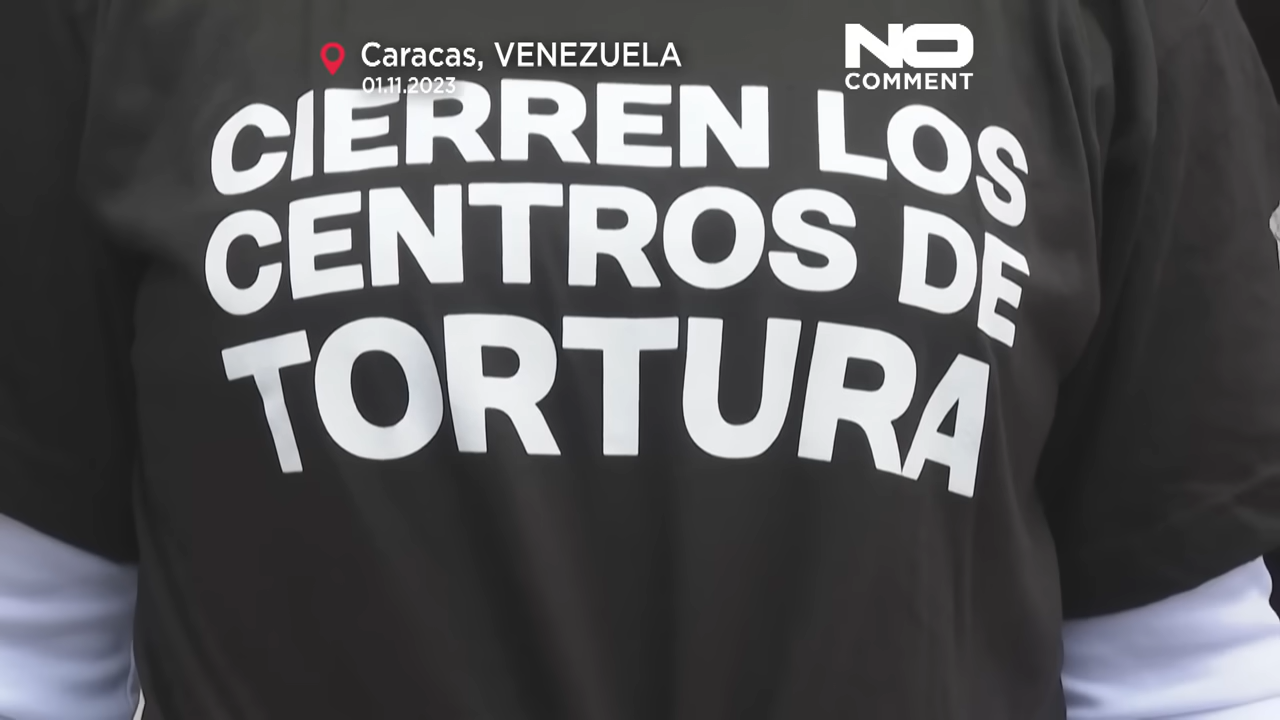 Caracas, VENEZUELA
01.11.2023
NO
COMMENT
CIERREN LOS
CENTROS DE
TORTURA